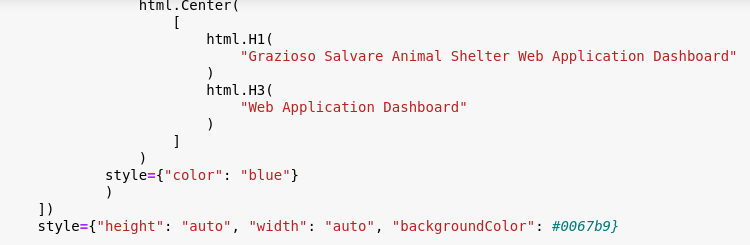 html.Center(
[
html.H1(
"Grazioso Salvare Animal Shelter Web Application Dashboard"
)
html.H3(
"Web Application Dashboard"
)
]
)
style={"color": "blue"}
)
])
style={"height": "auto", "width": "auto", "backgroundColor": #0067b9}